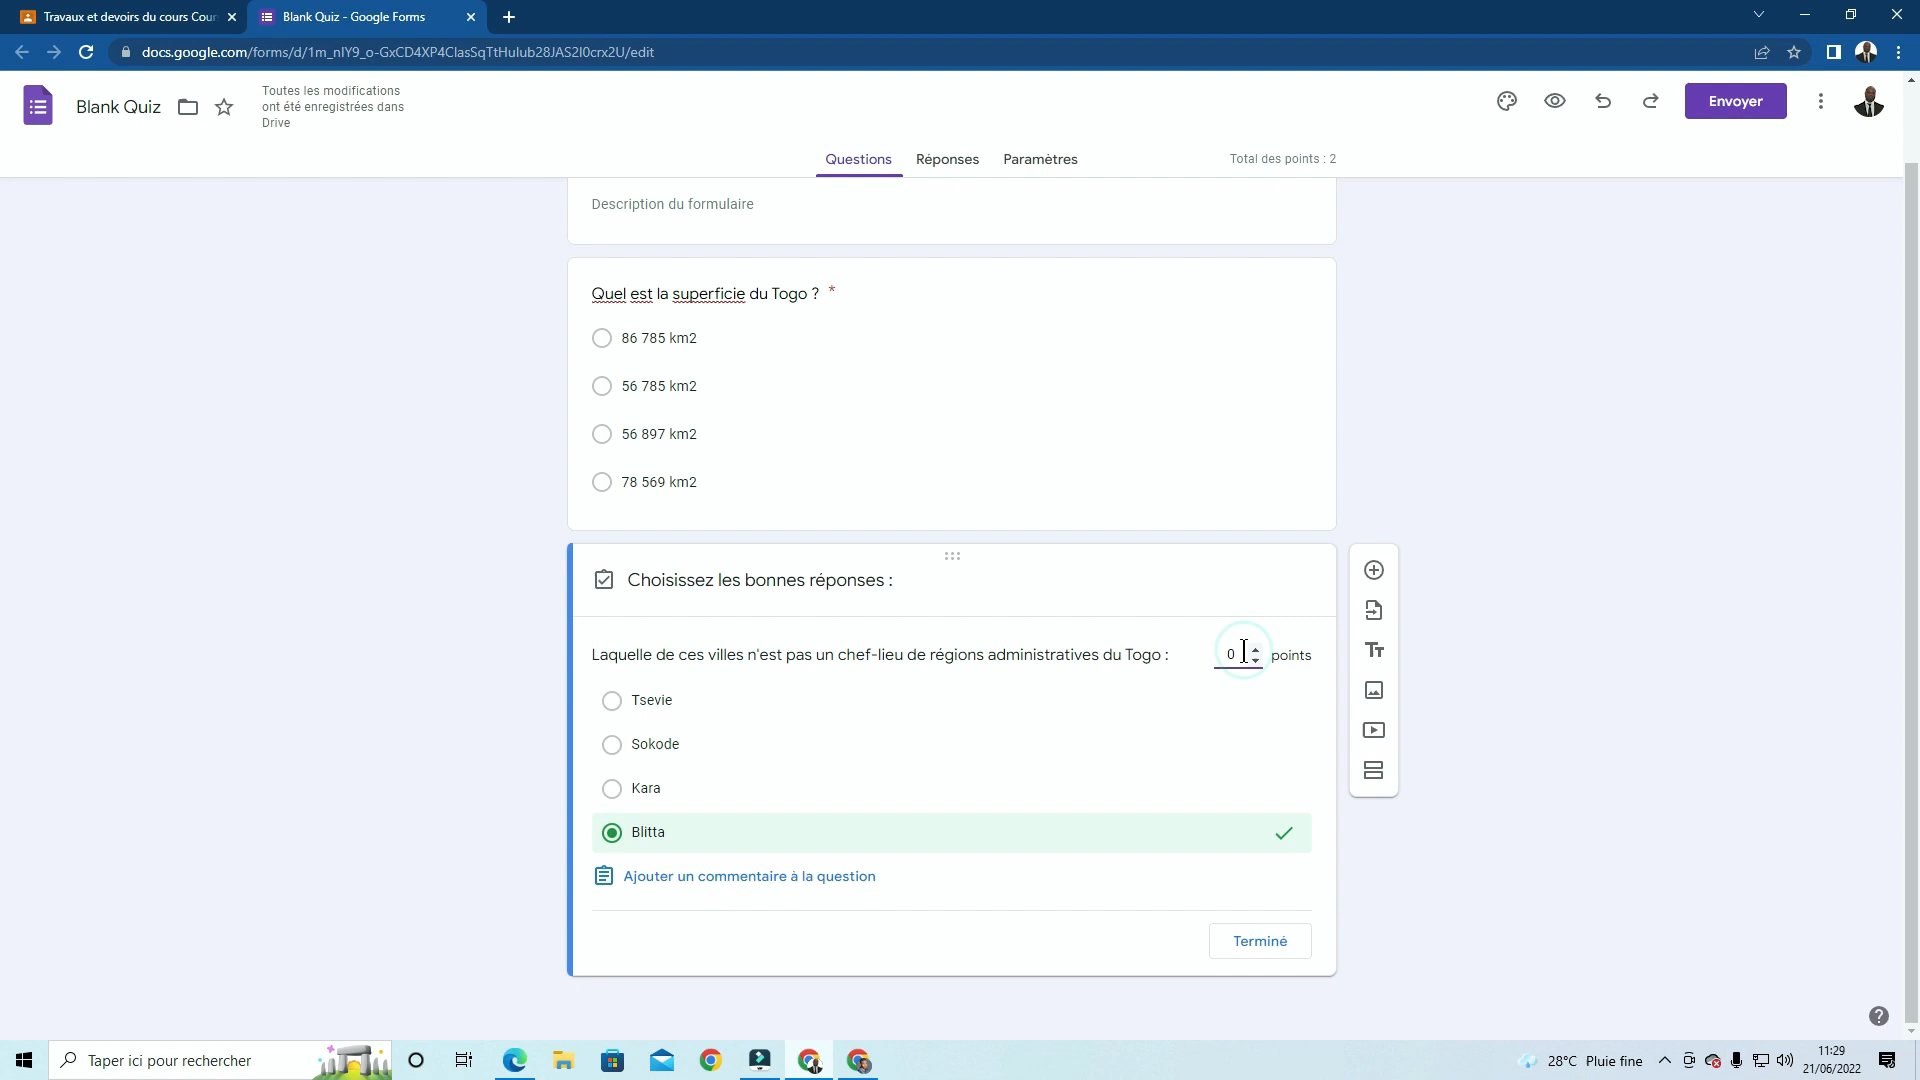 Travaux et devoirs du cours Cour
Blank Quiz - Google Forms
docs.google.com/forms/d/1m_nlY9_o-GxCD4XP4ClasSqTtHulub28JAS2I0crx2U/edit
Blank Quiz
Toutes les modifications
ont été enregistrées dans
Drive
Envoyer
Questions
Réponses
Paramètres
Total des points : 2
Description du formulaire
Quel est la superficie du Togo ? *
86 785 km2
56 785 km2
56 897 km2
78 569 km2
Choisissez les bonnes réponses :
Laquelle de ces villes n'est pas un chef-lieu de régions administratives du Togo :
0 points
Tsevie
Sokode
Kara
Blitta
Ajouter un commentaire à la question
Terminé
Taper ici pour rechercher
28°C Pluie fine
11:29
21/06/2022